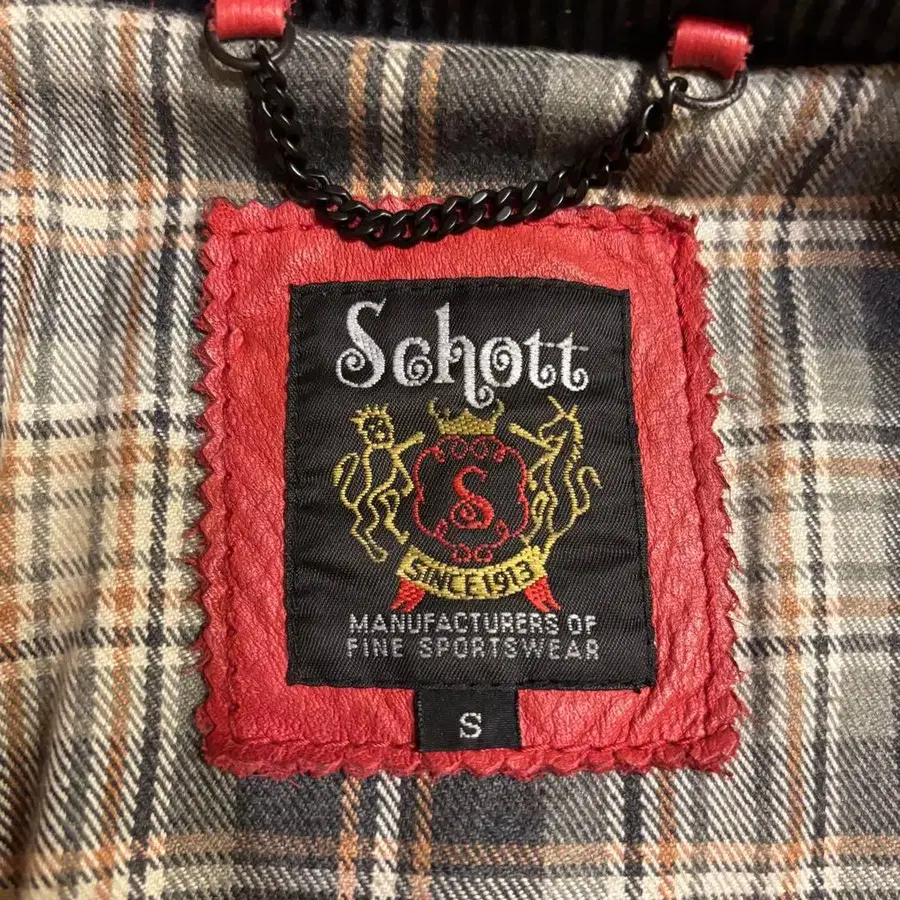 Schott
S
SINCE 1913
MANUFACTURERS OF
FINE SPORTSWEAR
S